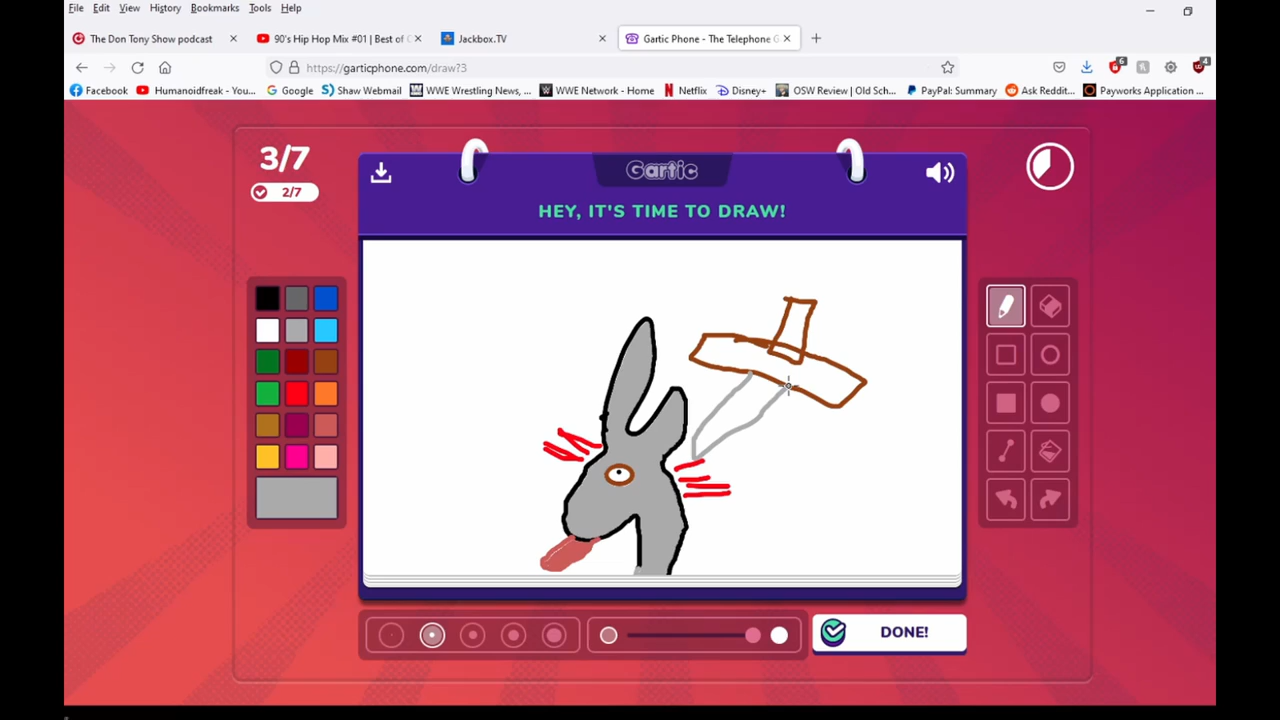 File Edit View History Bookmarks Tools Help
The Don Tony Show podcast
90's Hip Hop Mix #01 | Best of
Jackbox.TV
Gartic Phone - The Telephone G
https://garticphone.com/draw?3
6
4
Facebook
Humanoidfreak - You...
Google
Shaw Webmail
WWE Wrestling News, ...
WWE Network - Home
Netflix
Disney+
OSW Review | Old Sch...
PayPal: Summary
Ask Reddit...
Payworks Application ...
3/7
2/7
Gartic
HEY, IT'S TIME TO DRAW!
DONE!